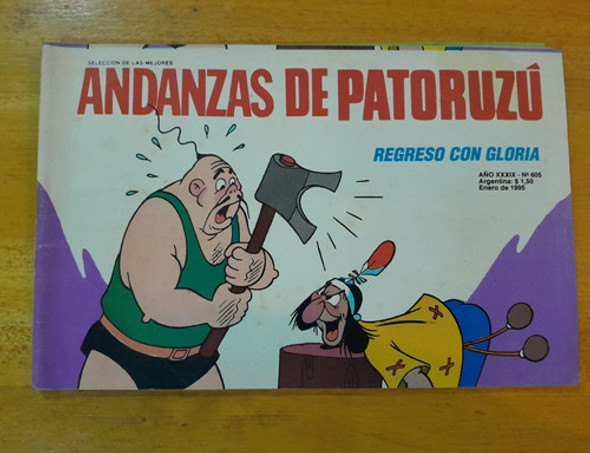 SELECCION DE LAS MEJORES
ANDANZAS DE PATORUZÚ
REGRESO CON GLORIA
AÑO XXXIX - Nº 605
Argentina: $ 1,50
Enero de 1995